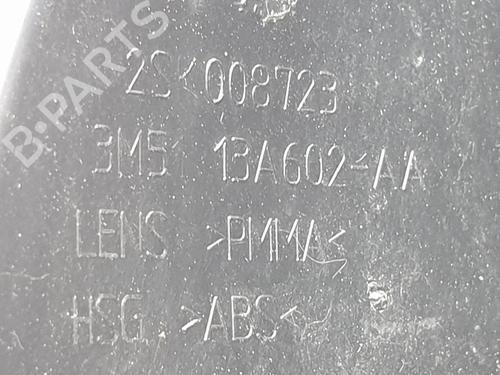 B-PARTS
2SK008723
3M51 13A602-AA
LENS >PMMA<
HSG. >ABS<